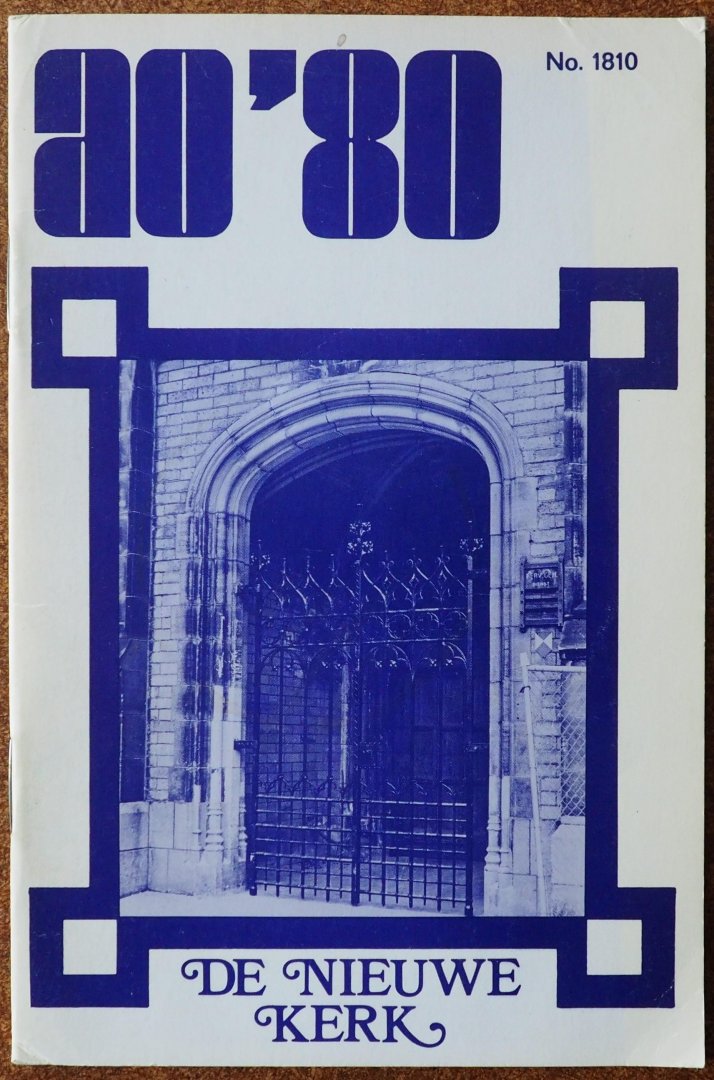 ao '80
No. 1810
DE NIEUWE
KERK